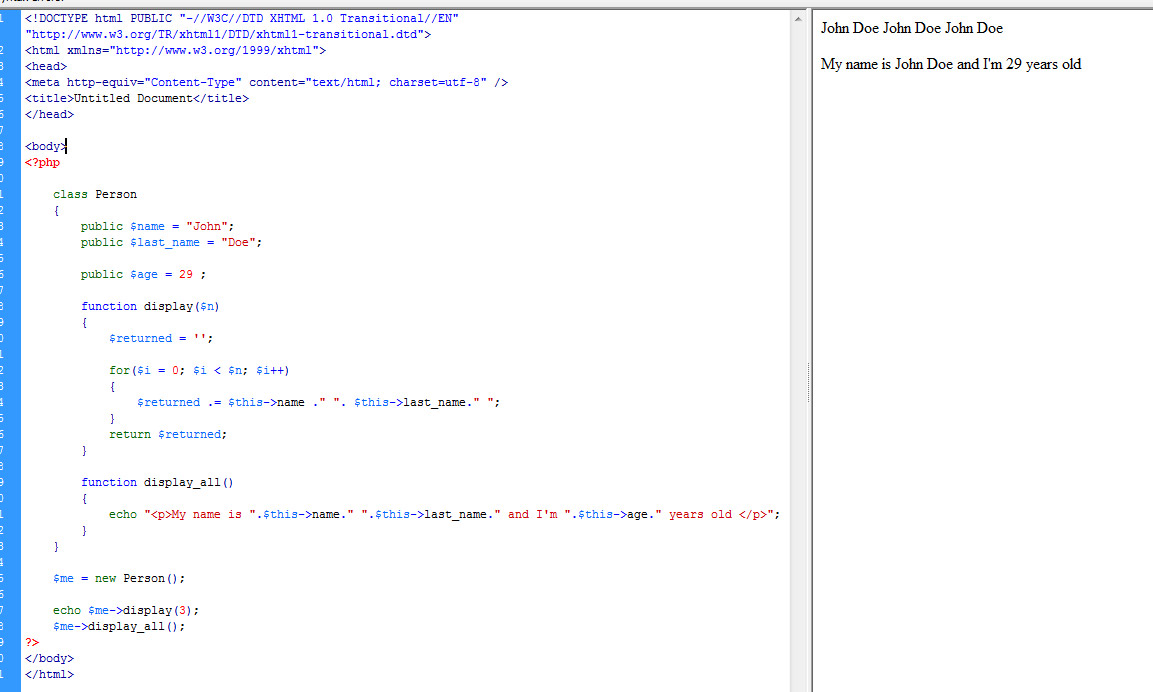 <!DOCTYPE html PUBLIC "-//W3C//DTD XHTML 1.0 Transitional//EN"
"http://www.w3.org/TR/xhtml1/DTD/xhtml1-transitional.dtd">
<html xmlns="http://www.w3.org/1999/xhtml">
<head>
<meta http-equiv="Content-Type" content="text/html; charset=utf-8" />
<title>Untitled Document</title>
</head>
<body>
<?php
class Person
{
public $name = "John";
public $last_name = "Doe";
public $age = 29 ;
function display($n)
{
$returned = '';
for($i = 0; $i < $n; $i++)
{
$returned .= $this->name ." ". $this->last_name." ";
}
return $returned;
}
function display_all()
{
echo "<p>My name is ".$this->name." ".$this->last_name." and I'm ".$this->age." years old </p>";
}
}
$me = new Person();
echo $me->display(3);
$me->display_all();
?>
</body>
</html>
John Doe John Doe John Doe
My name is John Doe and I'm 29 years old